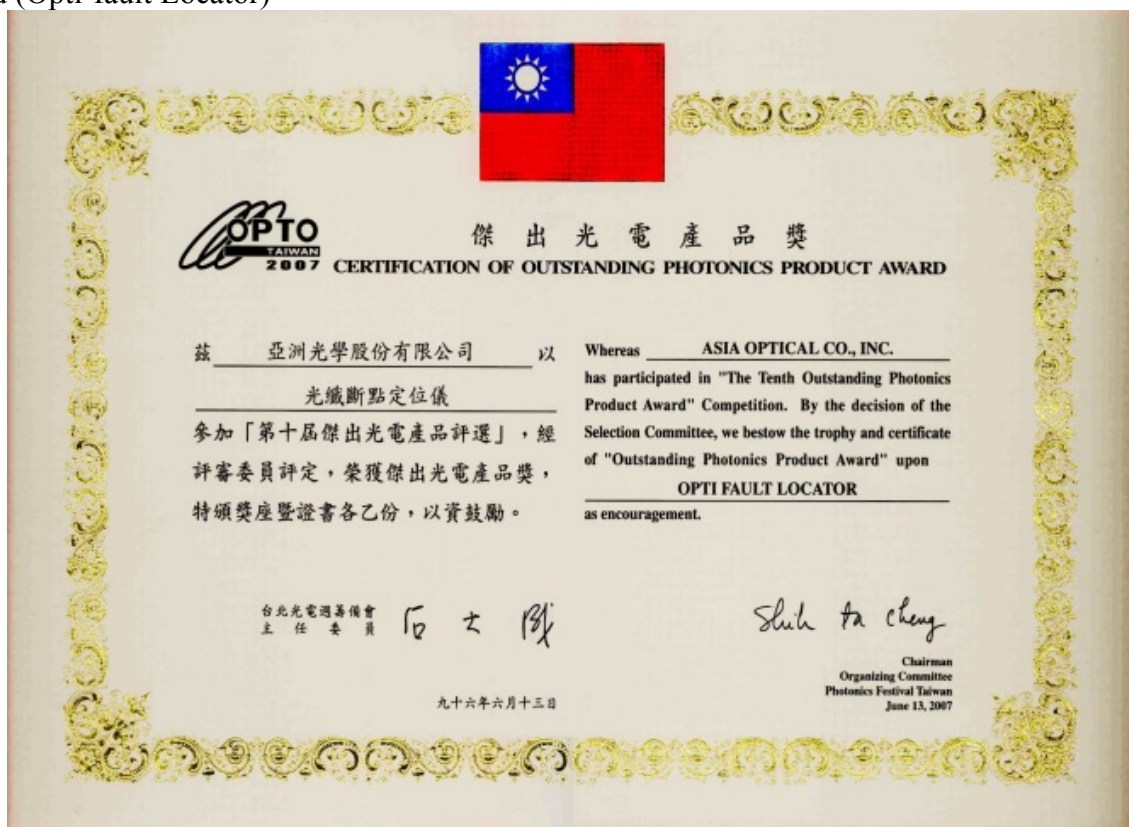 (Opti-fault Locator)
OPTO
TAIWAN
2007
傑出光電產品獎
CERTIFICATION OF OUTSTANDING PHOTONICS PRODUCT AWARD
茲 亞洲光學股份有限公司 以
光纖斷點定位儀
參加「第十屆傑出光電產品評選」，經
評審委員評定，榮獲傑出光電產品獎，
特頒獎座暨證書各乙份，以資鼓勵。
台北光電週籌備會
主任委員 石大成
九十六年六月十三日
Whereas ASIA OPTICAL CO., INC.
has participated in "The Tenth Outstanding Photonics
Product Award" Competition. By the decision of the
Selection Committee, we bestow the trophy and certificate
of "Outstanding Photonics Product Award" upon
OPTI FAULT LOCATOR
as encouragement.
Shih ta cheng
Chairman
Organizing Committee
Photonics Festival Taiwan
June 13, 2007